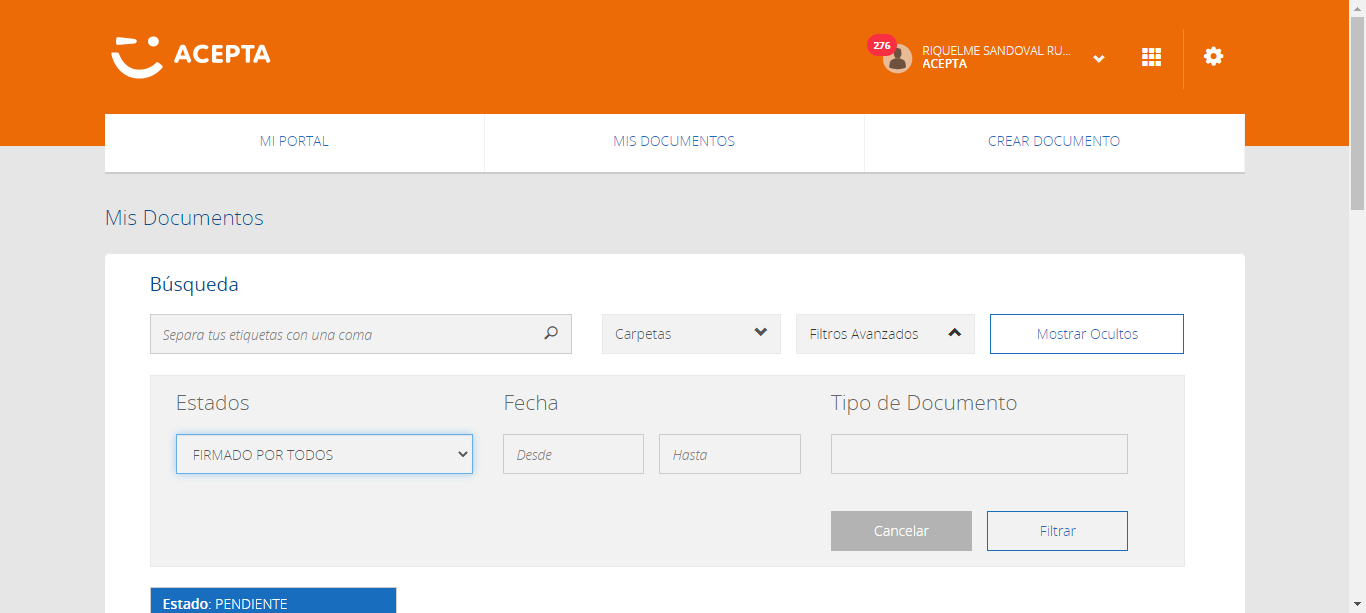 ACEPTA
276
RIQUELME SANDOVAL RU...
ACEPTA
MI PORTAL
MIS DOCUMENTOS
CREAR DOCUMENTO
Mis Documentos
Búsqueda
Separa tus etiquetas con una coma
Carpetas
Filtros Avanzados
Mostrar Ocultos
Estados
Fecha
Tipo de Documento
FIRMADO POR TODOS
Desde
Hasta
Cancelar
Filtrar
Estado: PENDIENTE